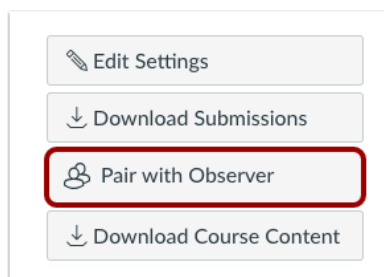 Edit Settings
Download Submissions
Pair with Observer
Download Course Content